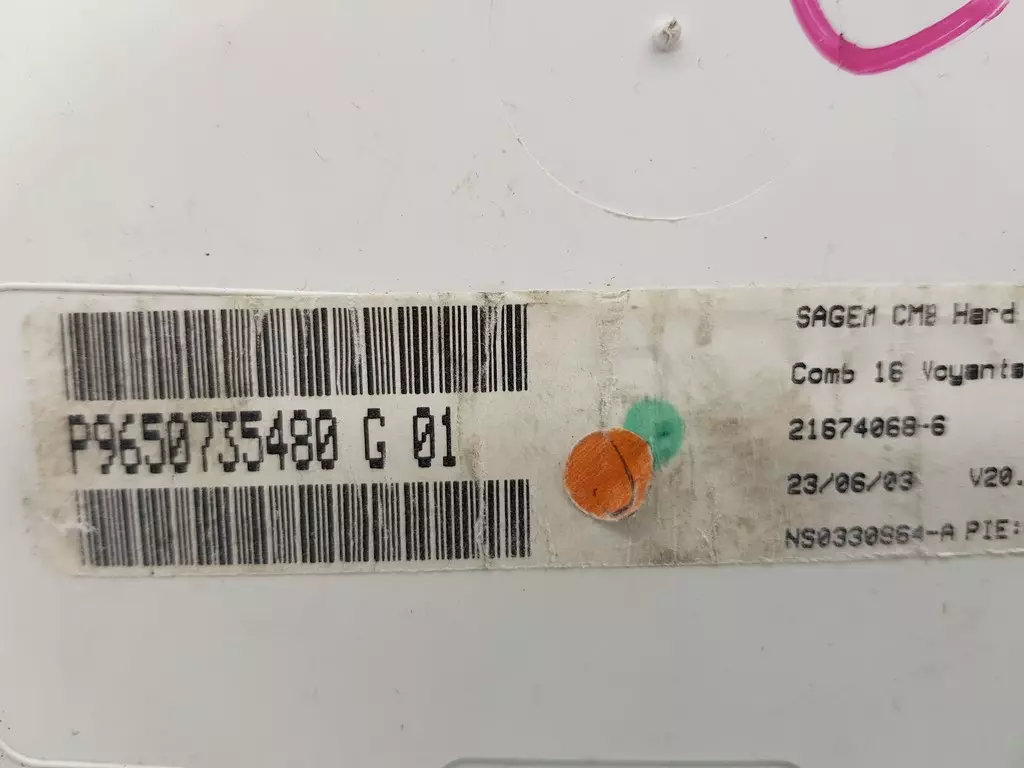 P9650735480 G 01
SAGEM CMB Hard
Comb 16 Voyants
21674068-6
23/06/03 V20.
NS0330864-A PIE: